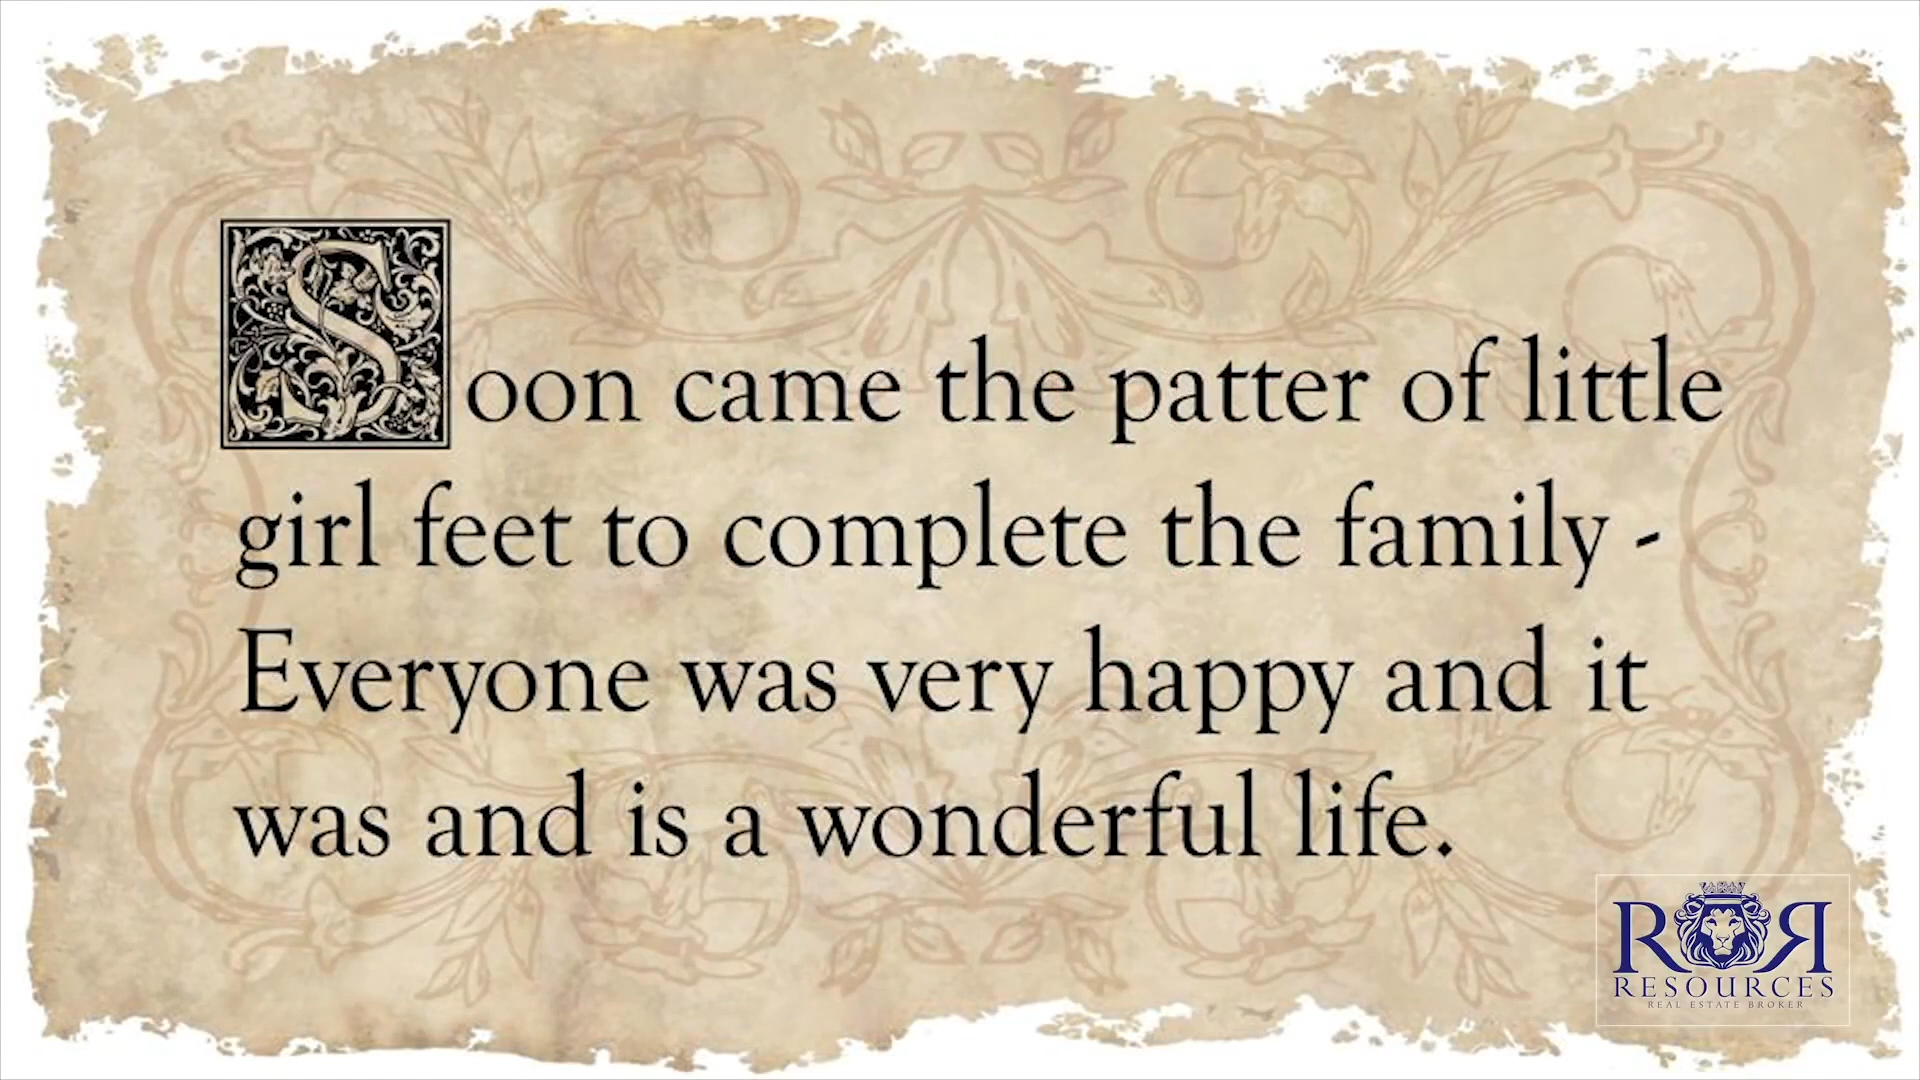 Soon came the patter of little
girl feet to complete the family -
Everyone was very happy and it
was and is a wonderful life.
RЯ
RESOURCES
REAL ESTATE BROKER